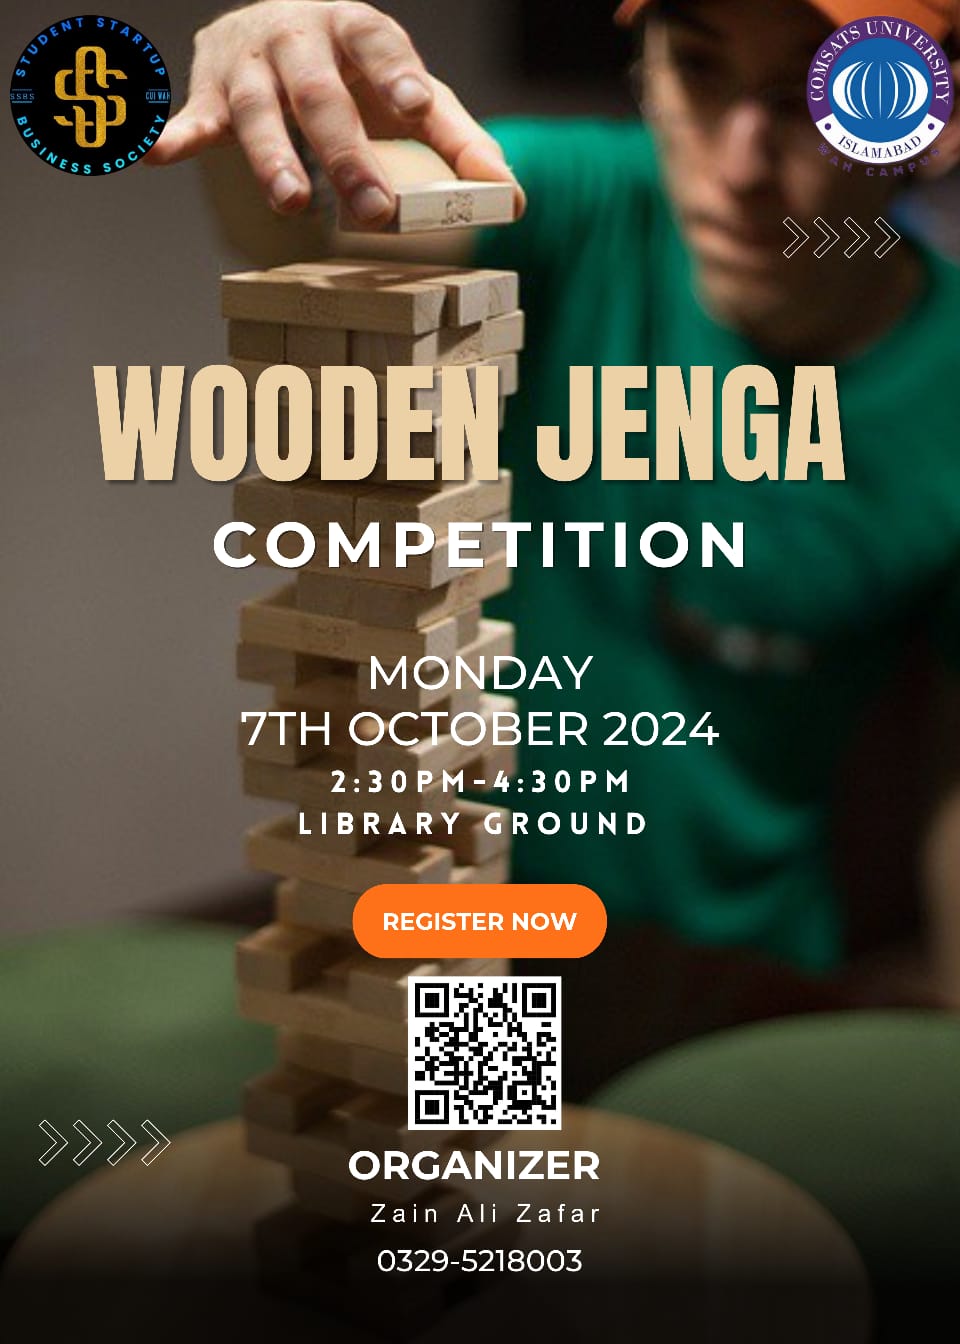 STUDENT STARTUP
SSBS
CUI WAH
BUSINESS SOCIETY
COMSATS UNIVERSITY
ISLAMABAD
WAH CAMPUS
WOODEN JENGA
COMPETITION
MONDAY
7TH OCTOBER 2024
2:30PM-4:30PM
LIBRARY GROUND
REGISTER NOW
ORGANIZER
Zain Ali Zafar
0329-5218003